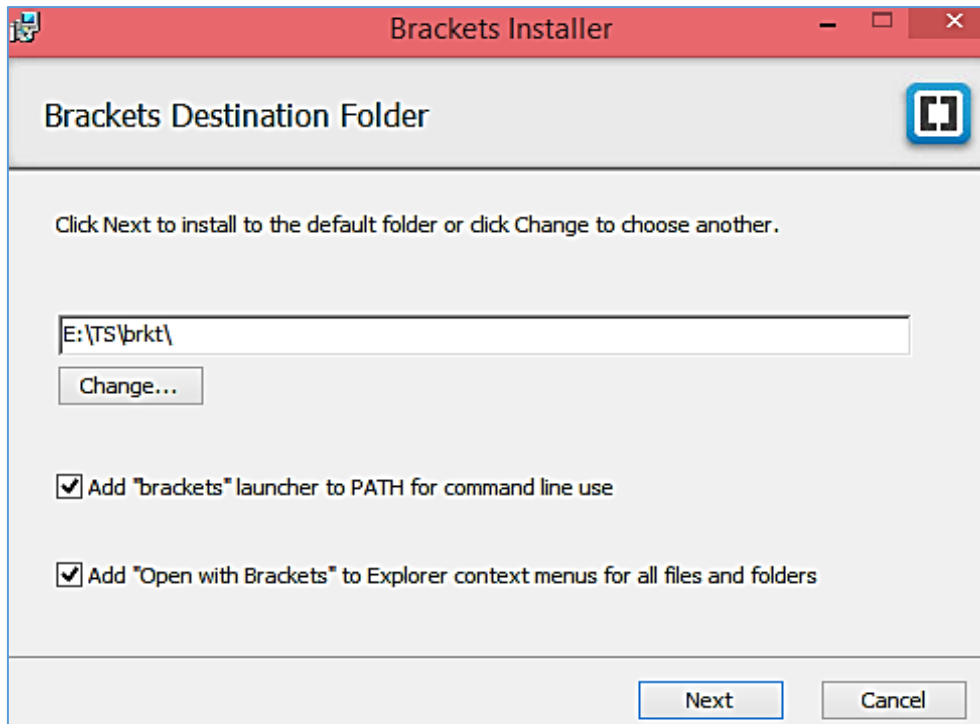 Brackets Installer
Brackets Destination Folder
Click Next to install to the default folder or click Change to choose another.
E:\TS\brkt\
Change...
Add "brackets" launcher to PATH for command line use
Add "Open with Brackets" to Explorer context menus for all files and folders
Next Cancel